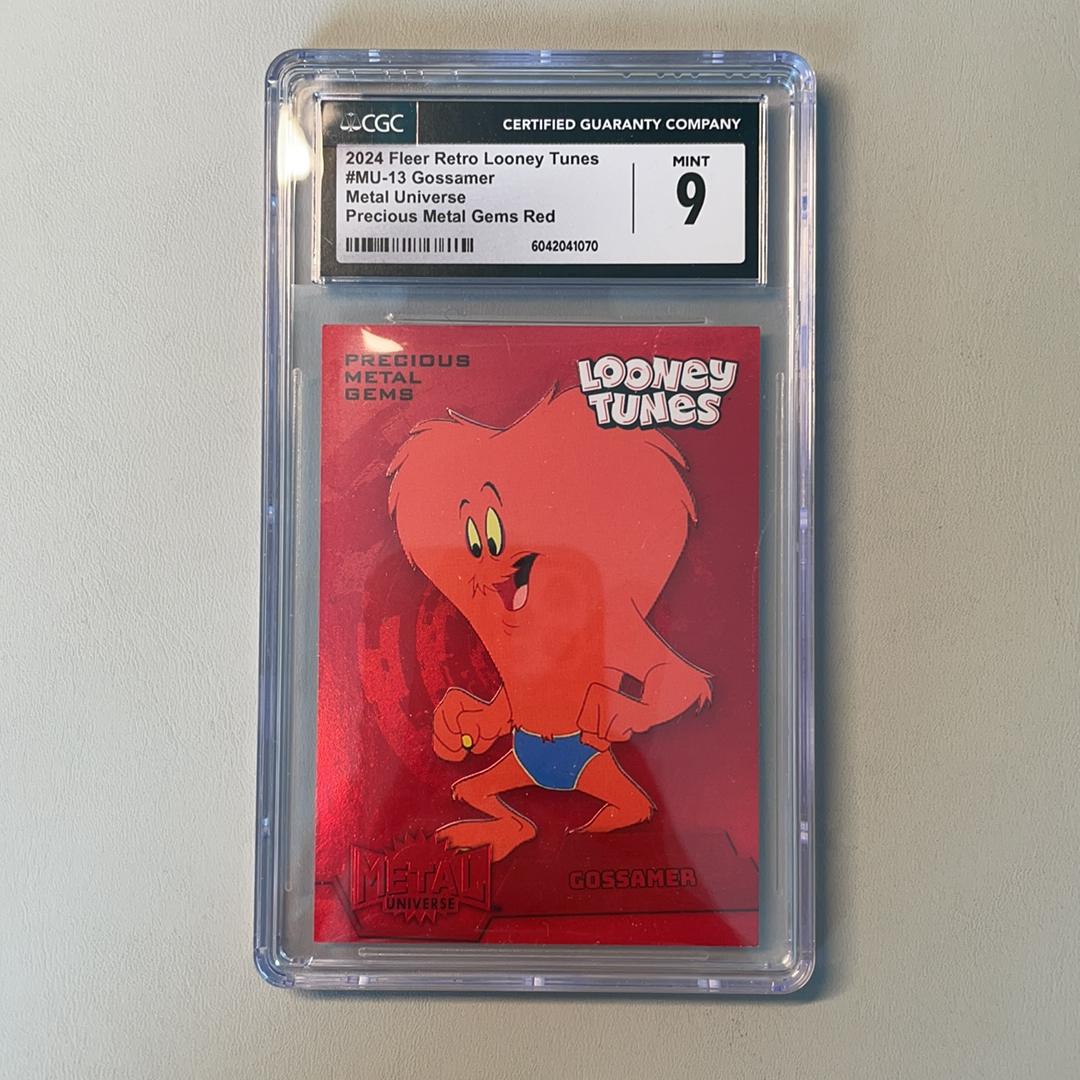 CGC
CERTIFIED GUARANTY COMPANY
2024 Fleer Retro Looney Tunes
#MU-13 Gossamer
Metal Universe
Precious Metal Gems Red
MINT
9
6042041070
PRECIOUS
METAL
GEMS
LOONEY
TUNES
METAL
UNIVERSE
GOSSAMER